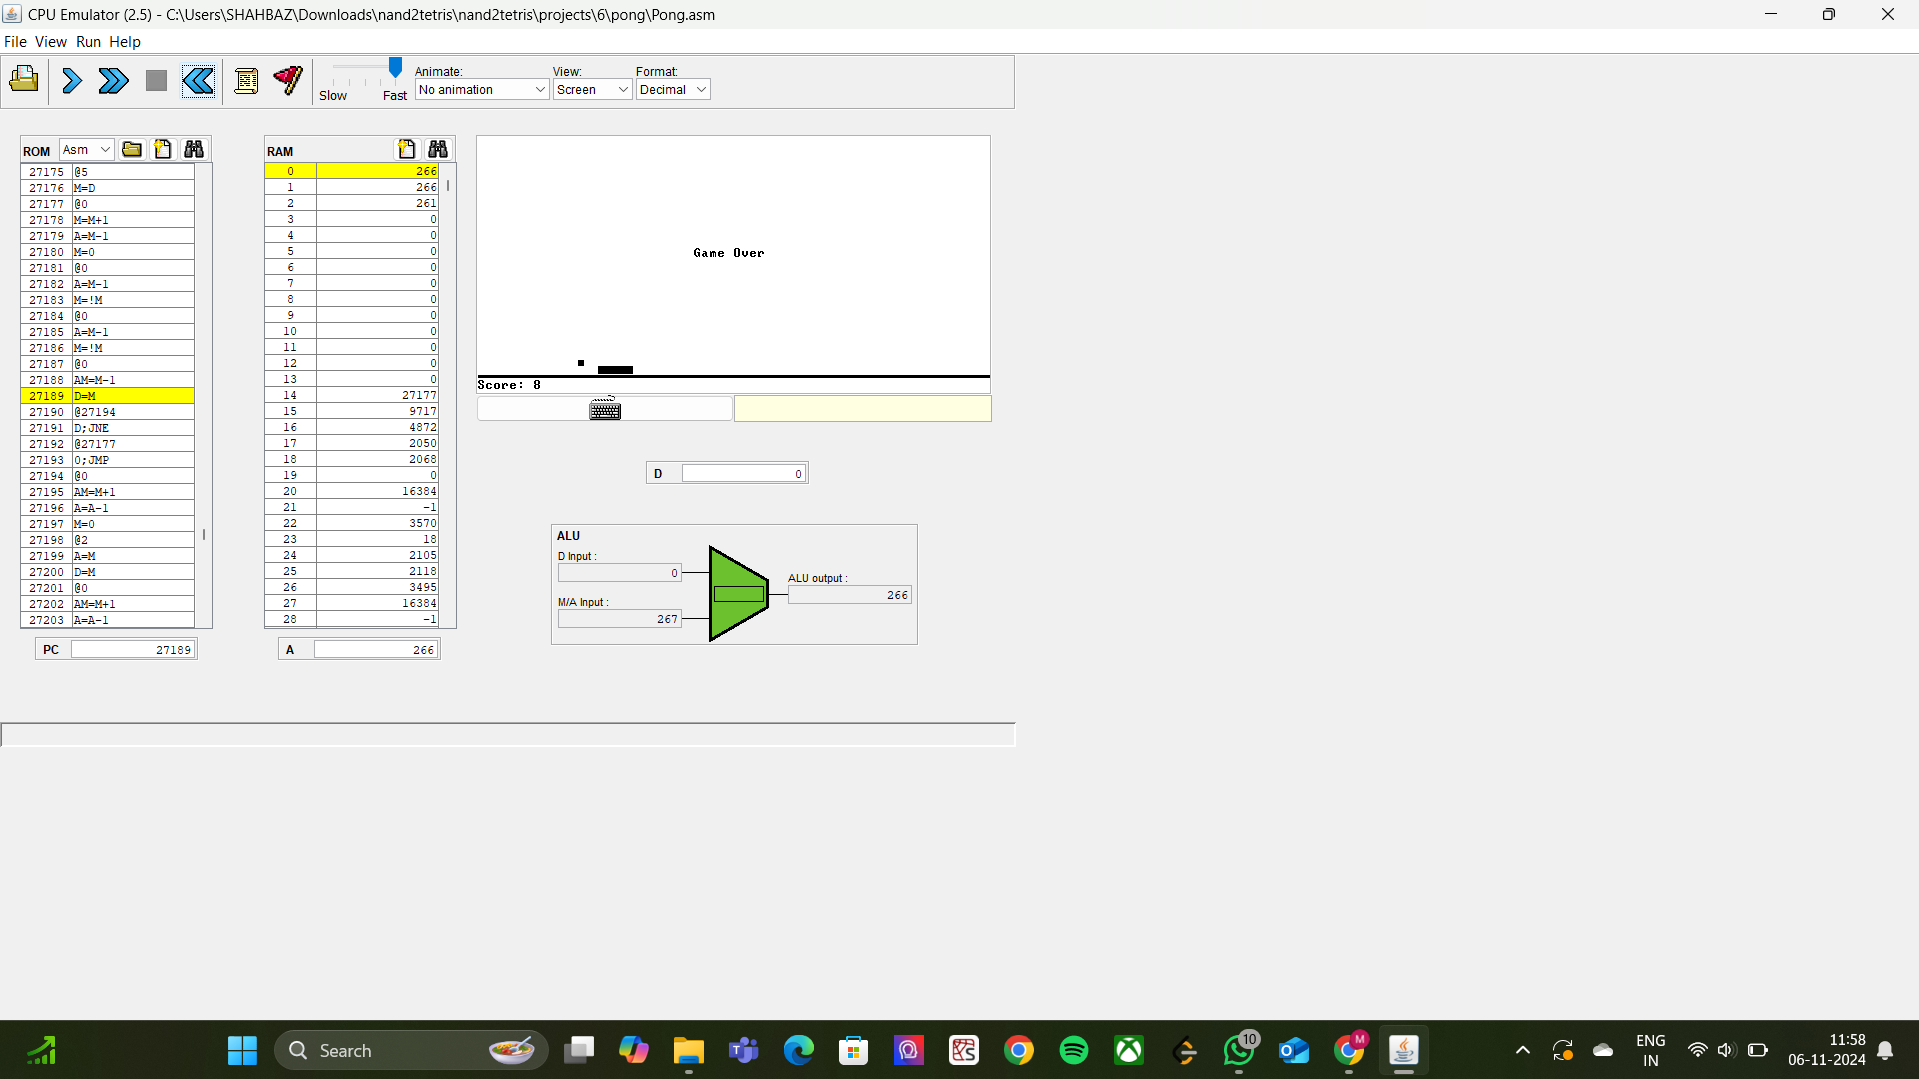 CPU Emulator (2.5) - C:\Users\SHAHBAZ\Downloads\nand2tetris\nand2tetris\projects\6\pong\Pong.asm
File View Run Help
Slow Fast
Animate:
No animation
View:
Screen
Format:
Decimal
ROM Asm
27175 @5
27176 M=D
27177 @0
27178 M=M+1
27179 A=M-1
27180 M=0
27181 @0
27182 A=M-1
27183 M=!M
27184 @0
27185 A=M-1
27186 M=!M
27187 @0
27188 AM=M-1
27189 D=M
27190 @27194
27191 D;JNE
27192 @27177
27193 0;JMP
27194 @0
27195 AM=M+1
27196 A=A-1
27197 M=0
27198 @2
27199 A=M
27200 D=M
27201 @0
27202 AM=M+1
27203 A=A-1
PC 27189
RAM
0 266
1 266
2 261
3 0
4 0
5 0
6 0
7 0
8 0
9 0
10 0
11 0
12 0
13 0
14 27177
15 9717
16 4872
17 2050
18 2068
19 0
20 16384
21 -1
22 3570
23 18
24 2105
25 2118
26 3495
27 16384
28 -1
A 266
Game Over
Score: 8
D 0
ALU
D Input :
0
M/A Input :
267
ALU output :
266
Search
10
M
ENG
IN
11:58
06-11-2024